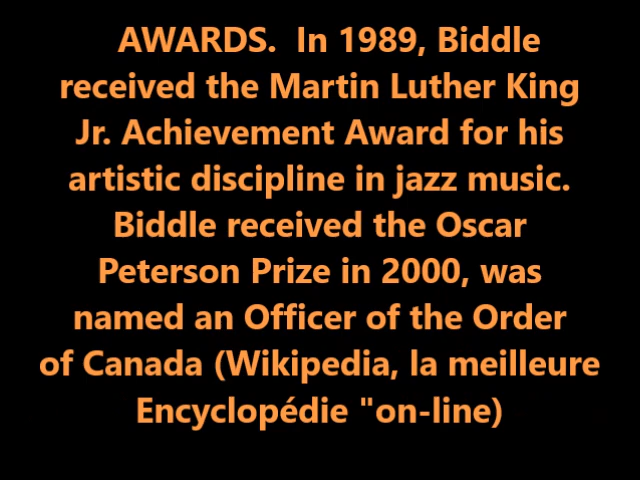 AWARDS.  In 1989, Biddle
received the Martin Luther King
Jr. Achievement Award for his
artistic discipline in jazz music.
Biddle received the Oscar
Peterson Prize in 2000, was
named an Officer of the Order
of Canada (Wikipedia, la meilleure
Encyclopédie "on-line)